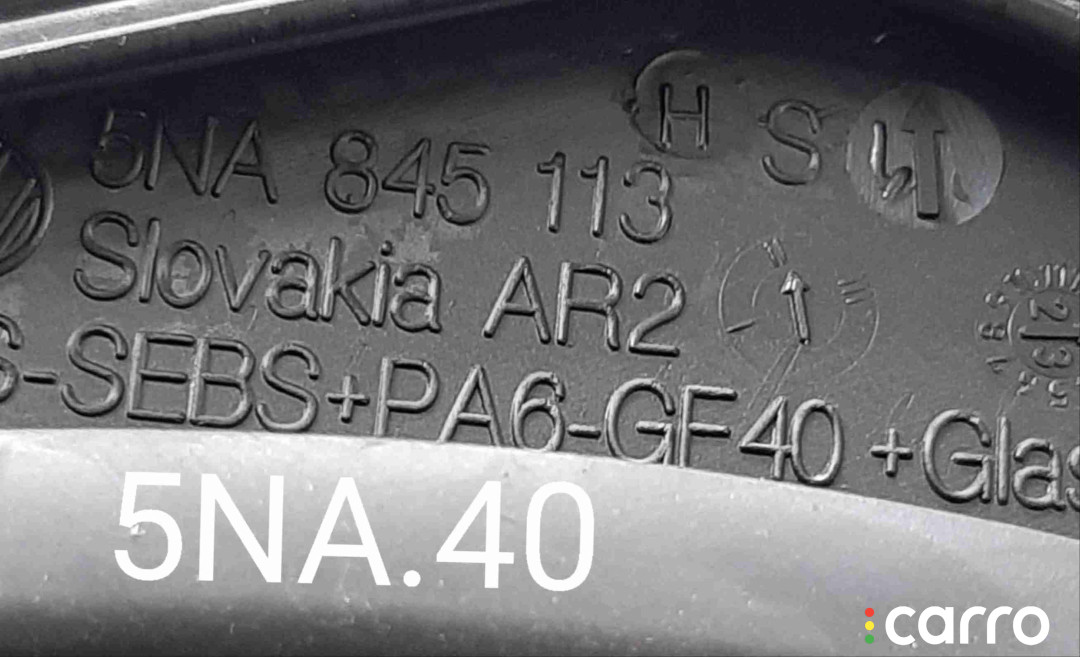 H S
5NA 845 113
Slovakia AR2
S-SEBS+PA6-GF40 +Glas
5NA.40
carro